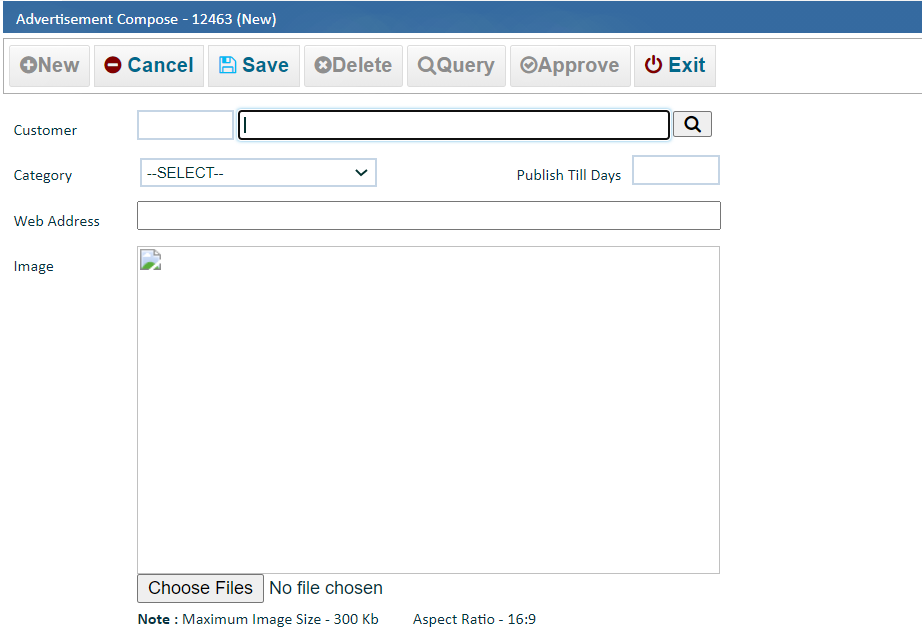 Advertisement Compose - 12463 (New)
New Cancel Save Delete Query Approve Exit
Customer
Category --SELECT-- Publish Till Days
Web Address
Image
Choose Files No file chosen
Note : Maximum Image Size - 300 Kb Aspect Ratio - 16:9